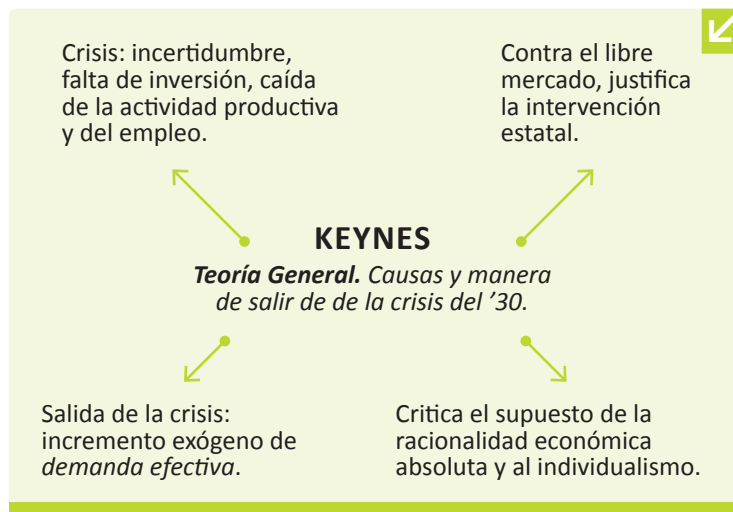 Crisis: incertidumbre,
falta de inversión, caída
de la actividad productiva
y del empleo.
Contra el libre
mercado, justifica
la intervención
estatal.
KEYNES
Teoría General. Causas y manera
de salir de de la crisis del ’30.
Salida de la crisis:
incremento exógeno de
demanda efectiva.
Critica el supuesto de la
racionalidad económica
absoluta y al individualismo.